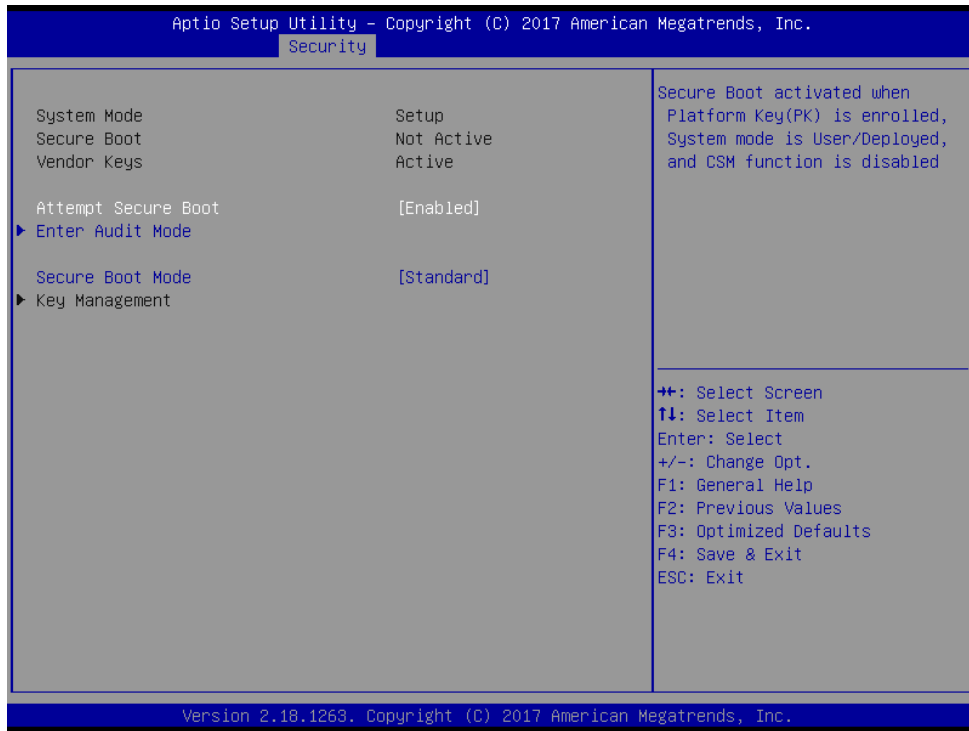 Aptio Setup Utility – Copyright (C) 2017 American Megatrends, Inc.
Security
System Mode Setup
Secure Boot Not Active
Vendor Keys Active
Attempt Secure Boot [Enabled]
▶ Enter Audit Mode
Secure Boot Mode [Standard]
▶ Key Management
Secure Boot activated when
Platform Key(PK) is enrolled,
System mode is User/Deployed,
and CSM function is disabled
→←: Select Screen
↑↓: Select Item
Enter: Select
+/-: Change Opt.
F1: General Help
F2: Previous Values
F3: Optimized Defaults
F4: Save & Exit
ESC: Exit
Version 2.18.1263. Copyright (C) 2017 American Megatrends, Inc.